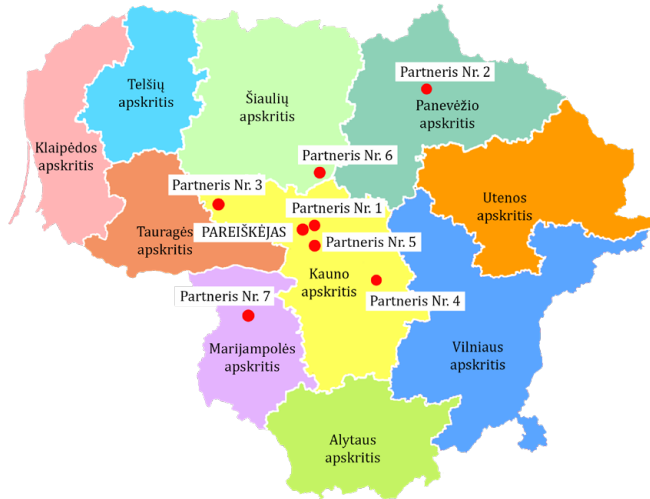 Partneris Nr. 2
Telšių
apskritis
Šiaulių
apskritis
Panevėžio
apskritis
Klaipėdos
apskritis
Partneris Nr. 6
Partneris Nr. 3
Utenos
apskritis
Partneris Nr. 1
Tauragės
apskritis
PAREIŠKĖJAS
Partneris Nr. 5
Kauno
apskritis
Partneris Nr. 7
Partneris Nr. 4
Marijampolės
apskritis
Vilniaus
apskritis
Alytaus
apskritis